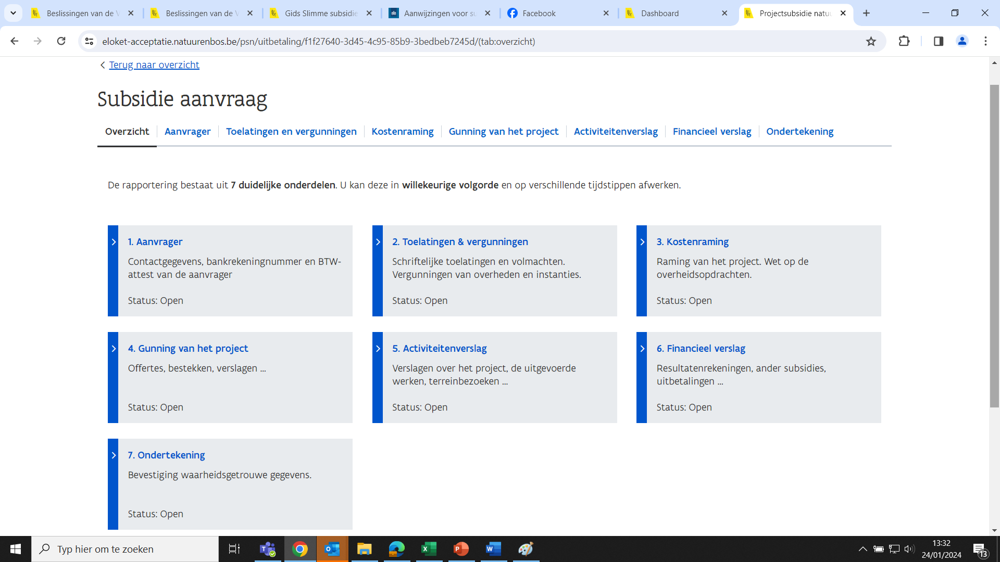 Beslissingen van de V
Beslissingen van de V
Gids Slimme subsidie
Aanwijzingen voor su
Facebook
Dashboard
Projectsubsidie natuu
eloket-acceptatie.natuurenbos.be/psn/uitbetaling/f1f27640-3d45-4c95-85b9-3bedbeb7245d/(tab:overzicht)
Terug naar overzicht
Subsidie aanvraag
Overzicht Aanvrager Toelatingen en vergunningen Kostenraming Gunning van het project Activiteitenverslag Financieel verslag Ondertekening
De rapportering bestaat uit 7 duidelijke onderdelen. U kan deze in willekeurige volgorde en op verschillende tijdstippen afwerken.
1. Aanvrager
Contactgegevens, bankrekeningnummer en BTW-
attest van de aanvrager
Status: Open
2. Toelatingen & vergunningen
Schriftelijke toelatingen en volmachten.
Vergunningen van overheden en instanties.
Status: Open
3. Kostenraming
Raming van het project. Wet op de
overheidsopdrachten.
Status: Open
4. Gunning van het project
Offertes, bestekken, verslagen ...
Status: Open
5. Activiteitenverslag
Verslagen over het project, de uitgevoerde
werken, terreinbezoeken ...
Status: Open
6. Financieel verslag
Resultatenrekeningen, ander subsidies,
uitbetalingen ...
Status: Open
7. Ondertekening
Bevestiging waarheidsgetrouwe gegevens.
Status: Open
Typ hier om te zoeken
13:32
24/01/2024
13